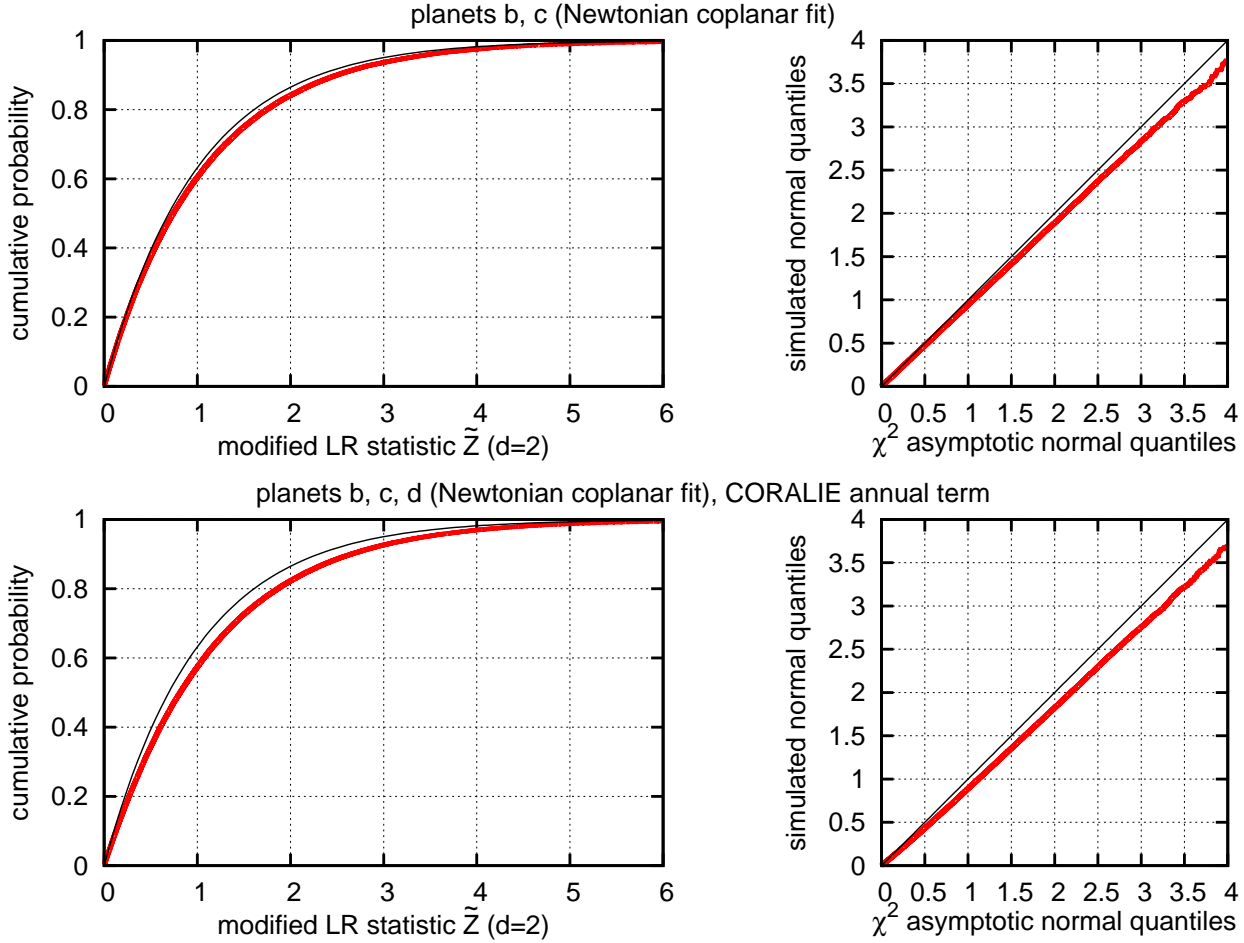 planets b, c (Newtonian coplanar fit)
cumulative probability
1
0.8
0.6
0.4
0.2
0
0 1 2 3 4 5 6
modified LR statistic Z̃ (d=2)
simulated normal quantiles
4
3.5
3
2.5
2
1.5
1
0.5
0
0 0.5 1 1.5 2 2.5 3 3.5 4
χ² asymptotic normal quantiles
planets b, c, d (Newtonian coplanar fit), CORALIE annual term
cumulative probability
1
0.8
0.6
0.4
0.2
0
0 1 2 3 4 5 6
modified LR statistic Z̃ (d=2)
simulated normal quantiles
4
3.5
3
2.5
2
1.5
1
0.5
0
0 0.5 1 1.5 2 2.5 3 3.5 4
χ² asymptotic normal quantiles